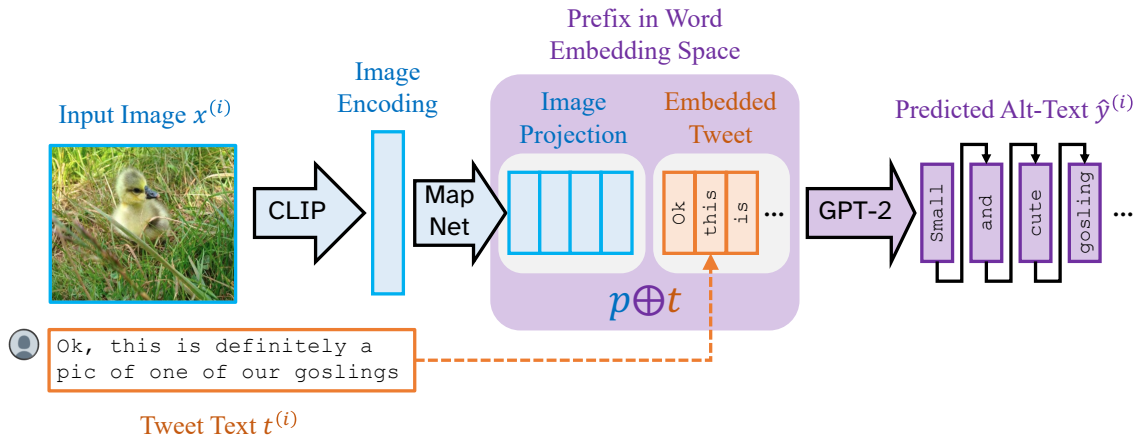 Prefix in Word
Embedding Space
Image
Encoding
Input Image x^(i)
Image
Projection
Embedded
Tweet
Predicted Alt-Text ŷ^(i)
CLIP
Map
Net
Ok
this
is
...
GPT-2
Small
and
cute
gosling
...
p⊕t
Ok, this is definitely a
pic of one of our goslings
Tweet Text t^(i)